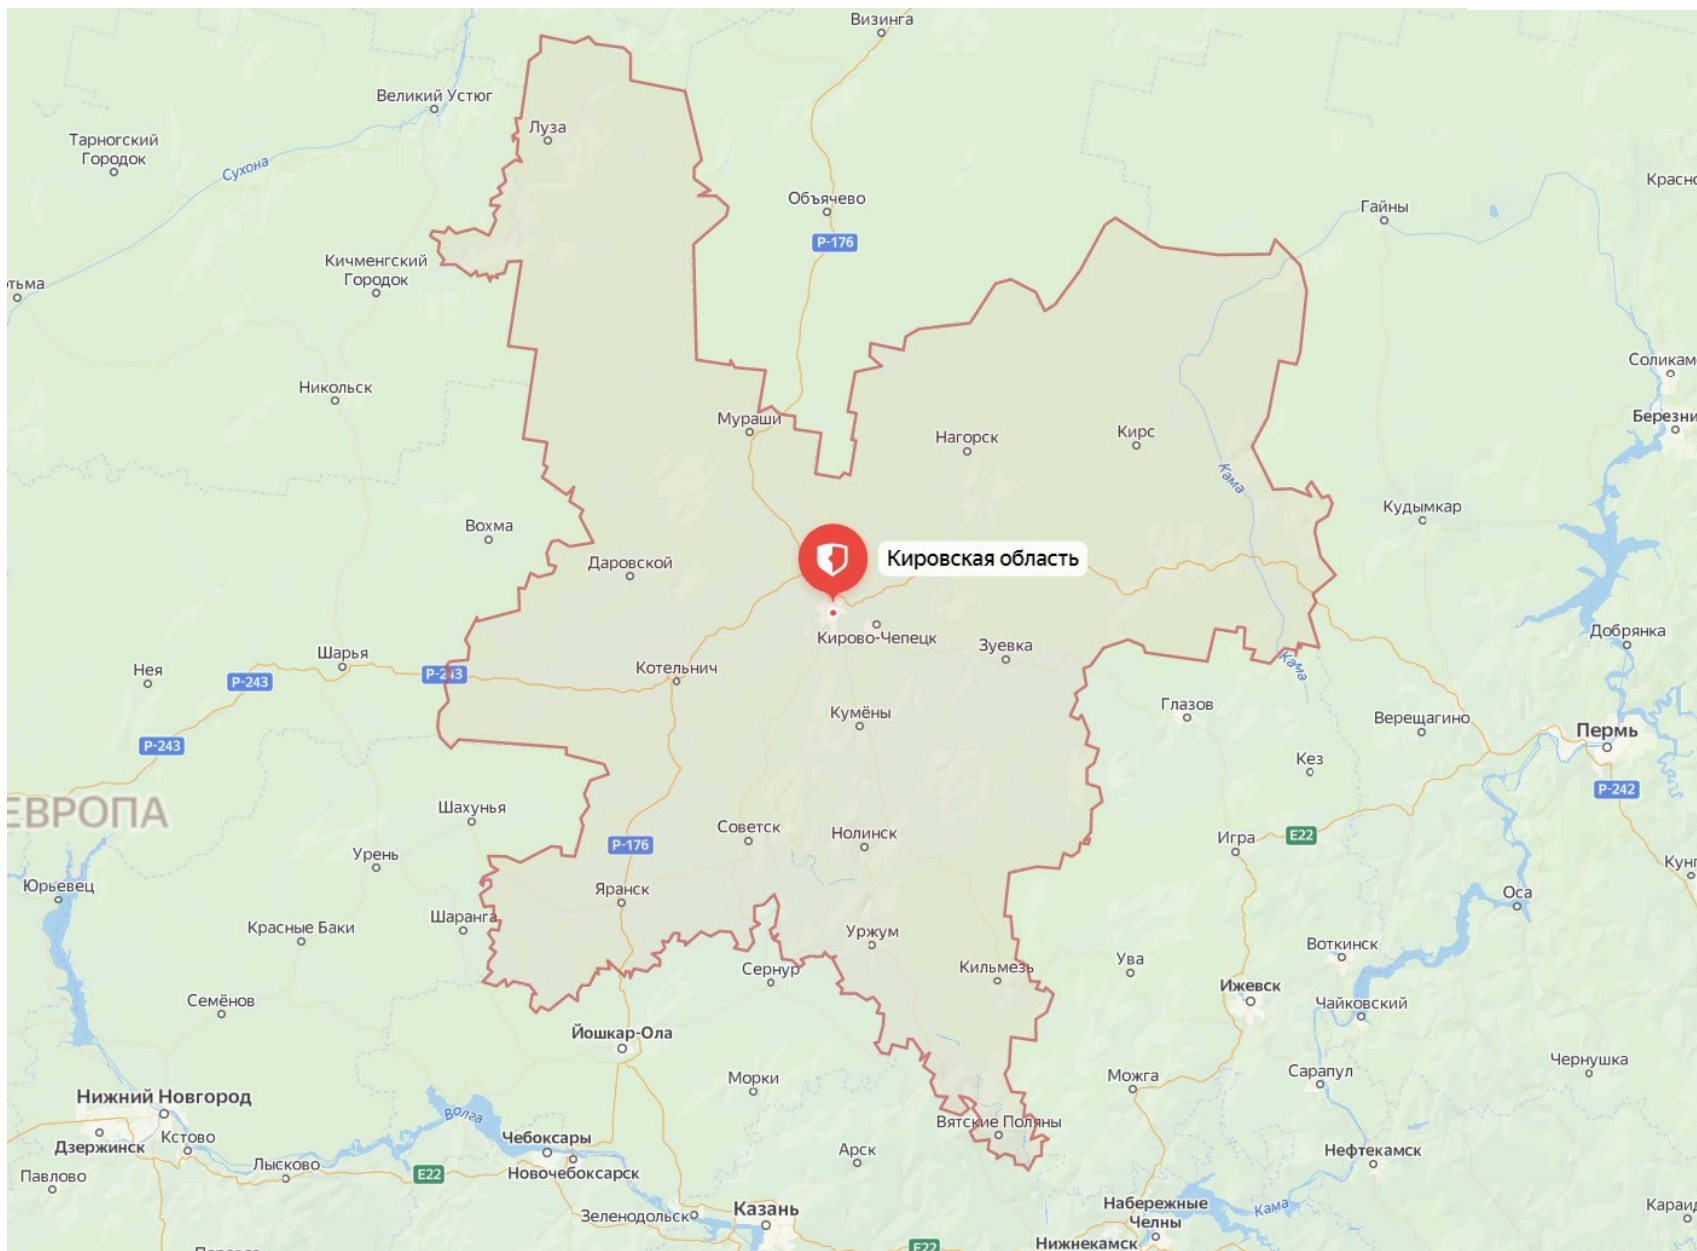 Визинга
Великий Устюг
Луза
Тарногский
Городок
Сухона
Объячево
Р-176
Гайны
Кичменгский
Городок
Никольск
Мураши
Нагорск
Кирс
Кама
Березни
Вохма
Кудымкар
Даровской
Кировская область
Кирово-Чепецк
Зуевка
Добрянка
Шарья
Нея
Р-243
Р-243
Котельнич
Кама
Глазов
Верещагино
Кумёны
Р-243
Пермь
Кез
Р-242
ЕВРОПА
Шахунья
Советск
Нолинск
Р-176
Игра
E22
Урень
Юрьевец
Яранск
Оса
Кунг
Шаранга
Красные Баки
Уржум
Воткинск
Сернур
Кильмезь
Ува
Ижевск
Семёнов
Чайковский
Йошкар-Ола
Чернушка
Морки
Можга
Сарапул
Нижний Новгород
Волга
Вятские Поляны
Дзержинск
Кстово
Чебоксары
Арск
Нефтекамск
Лысково
E22
Новочебоксарск
Павлово
Зеленодольск
Казань
Набережные
Челны
Кама
Караид
Нижнекамск
E22